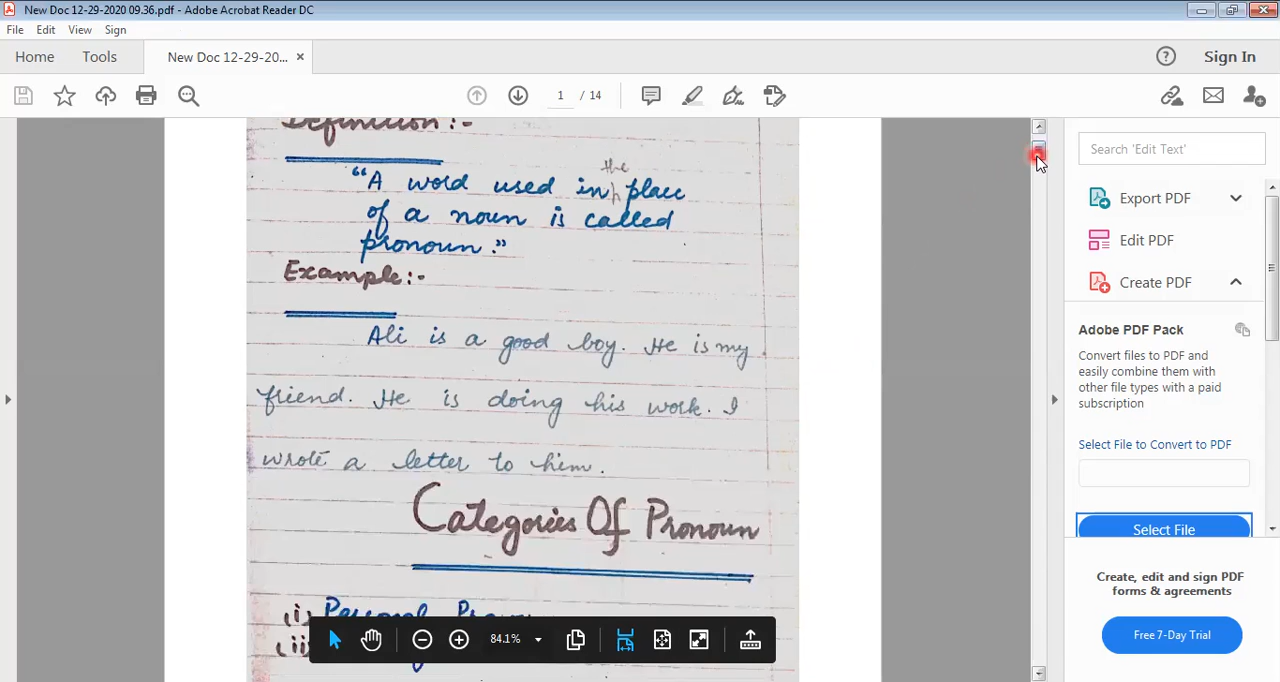 New Doc 12-29-2020 09.36.pdf - Adobe Acrobat Reader DC
File Edit View Sign
Home Tools New Doc 12-29-20... × Sign In
1 / 14
Definition:-
the
"A word used in place
of a noun is called
pronoun."
Example:-
Ali is a good boy. He is my
friend. He is doing his work. I
wrote a letter to him.
Categories Of Pronoun
(i) Personal
(ii)
84.1%
Search 'Edit Text'
Export PDF
Edit PDF
Create PDF
Adobe PDF Pack
Convert files to PDF and
easily combine them with
other file types with a paid
subscription
Select File to Convert to PDF
Select File
Create, edit and sign PDF
forms & agreements
Free 7-Day Trial